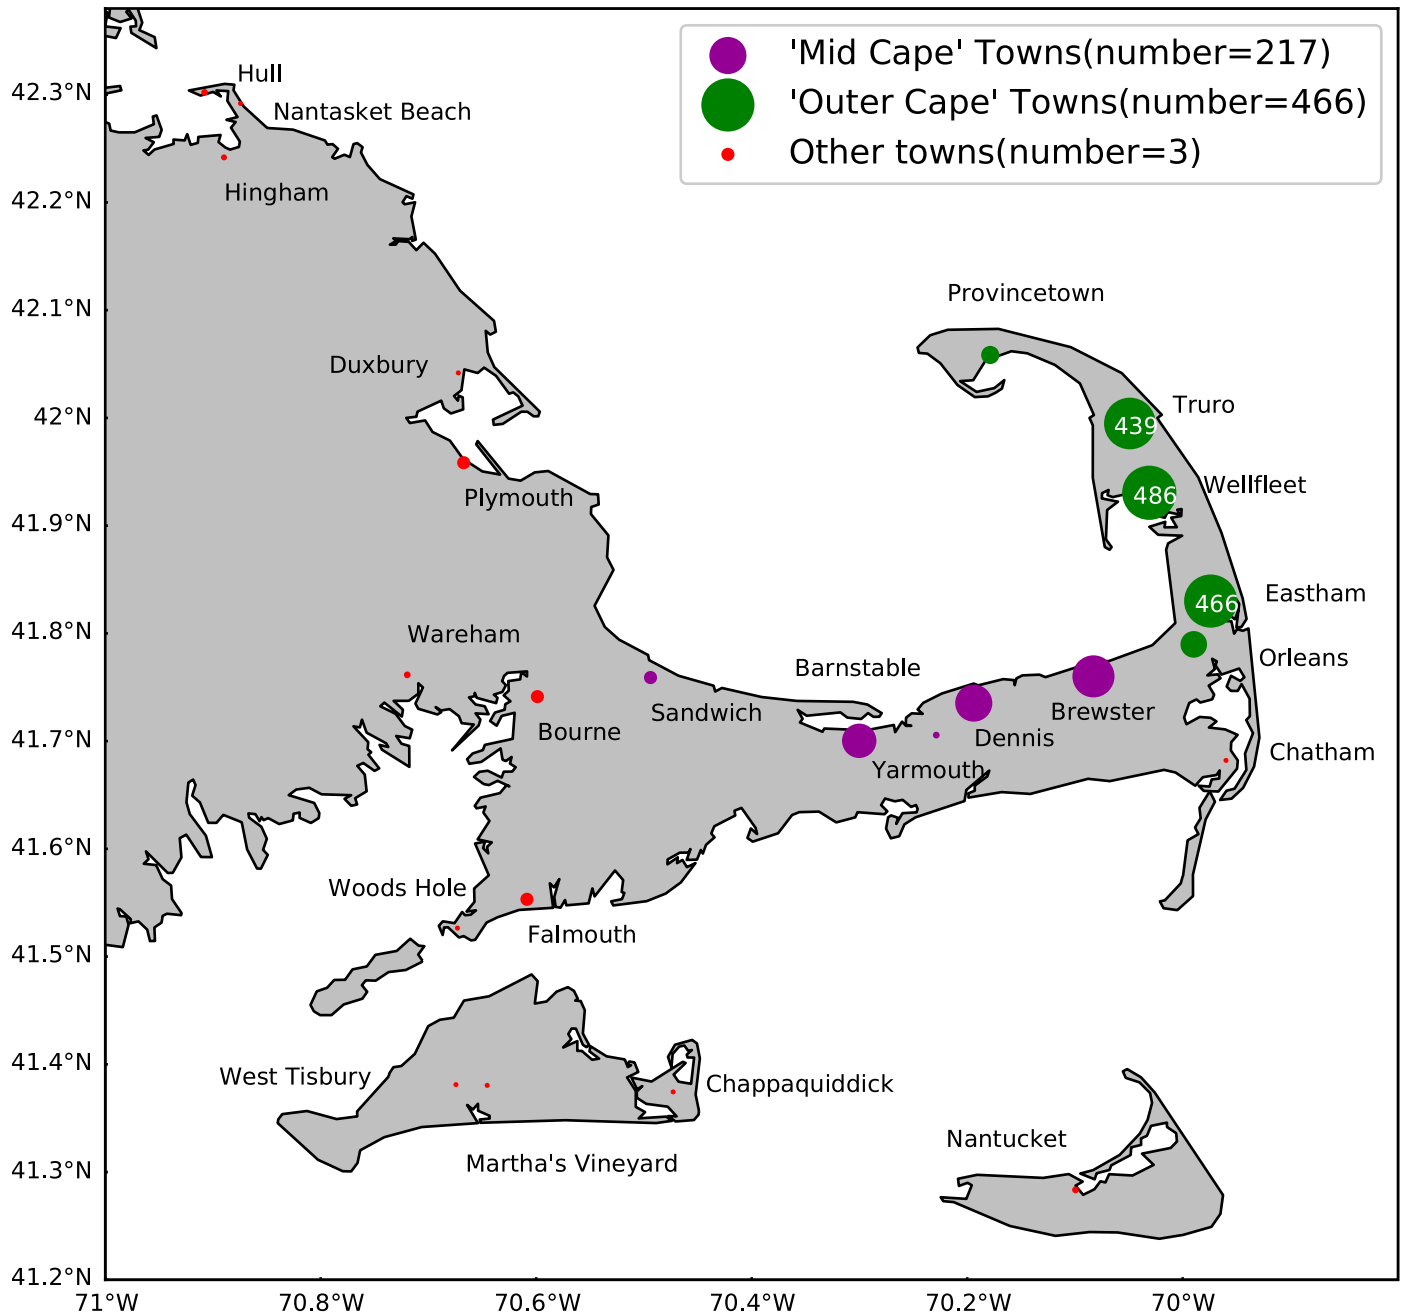 'Mid Cape' Towns(number=217)
'Outer Cape' Towns(number=466)
Other towns(number=3)
42.3°N
42.2°N
42.1°N
42°N
41.9°N
41.8°N
41.7°N
41.6°N
41.5°N
41.4°N
41.3°N
41.2°N
Hull
Nantasket Beach
Hingham
Provincetown
Duxbury
Truro
439
Wellfleet
486
Plymouth
Eastham
466
Wareham
Orleans
Barnstable
Sandwich
Brewster
Bourne
Dennis
Chatham
Yarmouth
Woods Hole
Falmouth
West Tisbury
Chappaquiddick
Nantucket
Martha's Vineyard
71°W
70.8°W
70.6°W
70.4°W
70.2°W
70°W